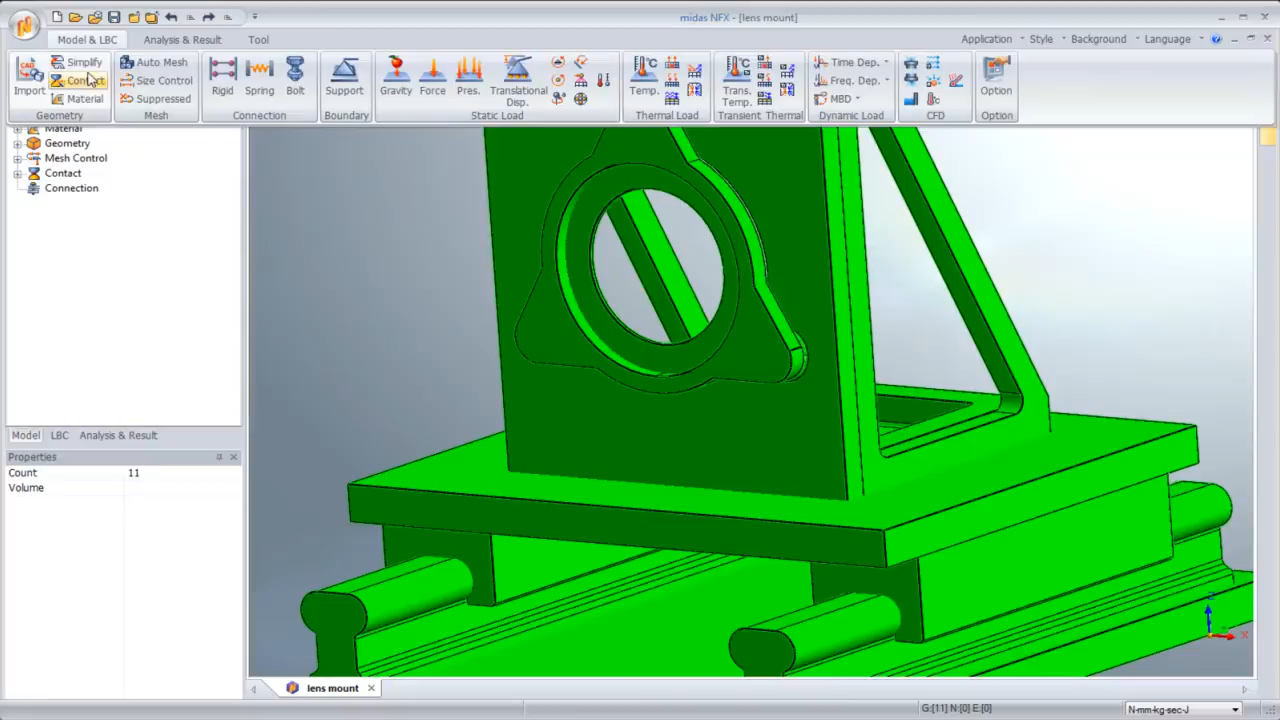 midas NFX - [lens mount]
Model & LBC Analysis & Result Tool
Application Style Background Language
Import Simplify Contact Material
Auto Mesh Size Control Suppressed
Rigid Spring Bolt
Support
Gravity Force Pres. Translational Disp.
Temp.
Trans. Temp.
Time Dep. Freq. Dep. MBD
Option
Geometry Mesh Connection Boundary Static Load Thermal Load Transient Thermal Dynamic Load CFD Option
Material
Geometry
Mesh Control
Contact
Connection
Model LBC Analysis & Result
Properties
Count 11
Volume
Z
X
lens mount
G:[11] N:[0] E:[0]
N-mm-kg-sec-J